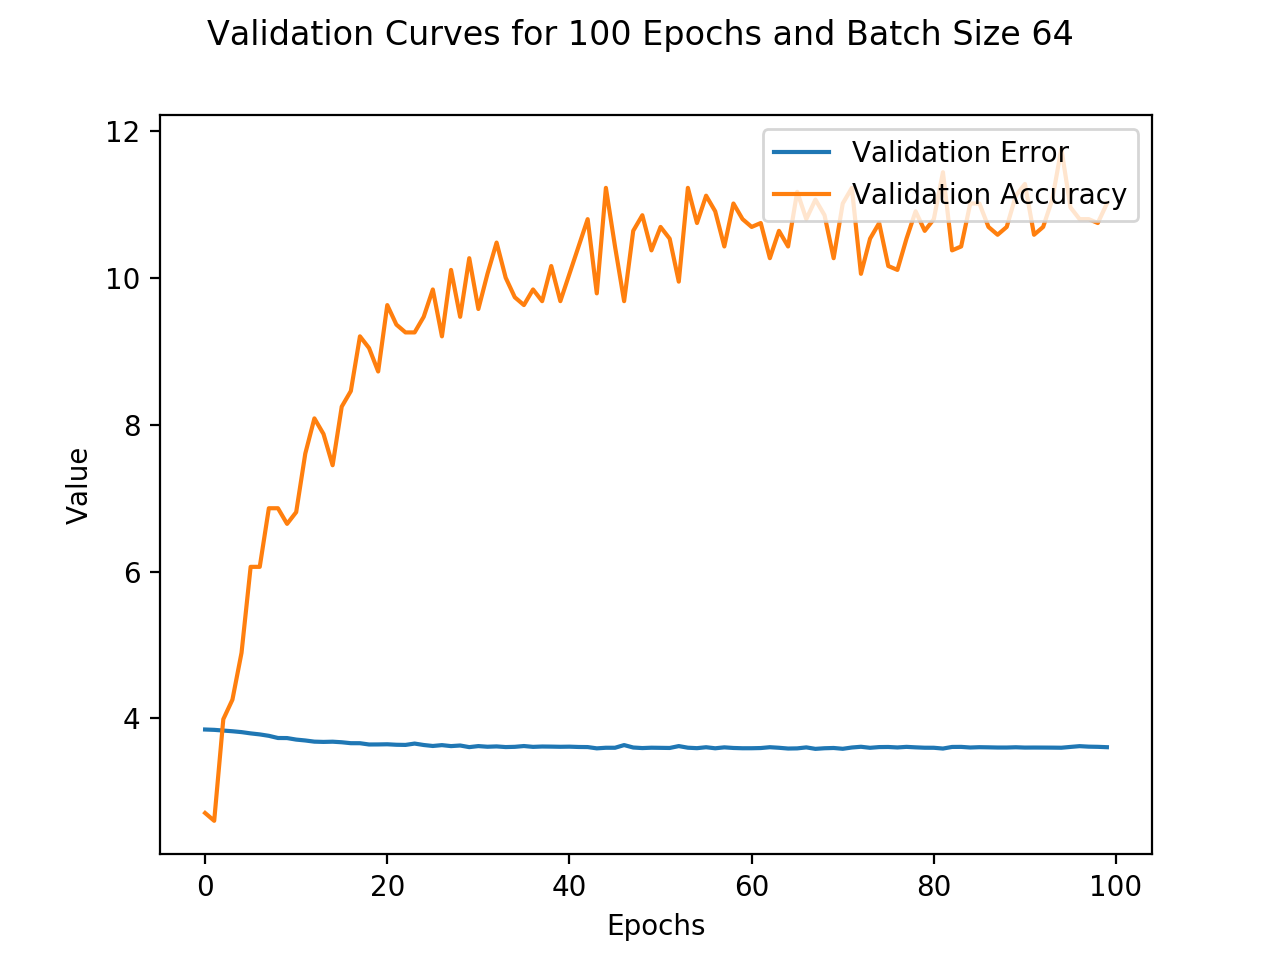 Validation Curves for 100 Epochs and Batch Size 64
12
Validation Error
Validation Accuracy
10
8
Value
6
4
0 20 40 60 80 100
Epochs